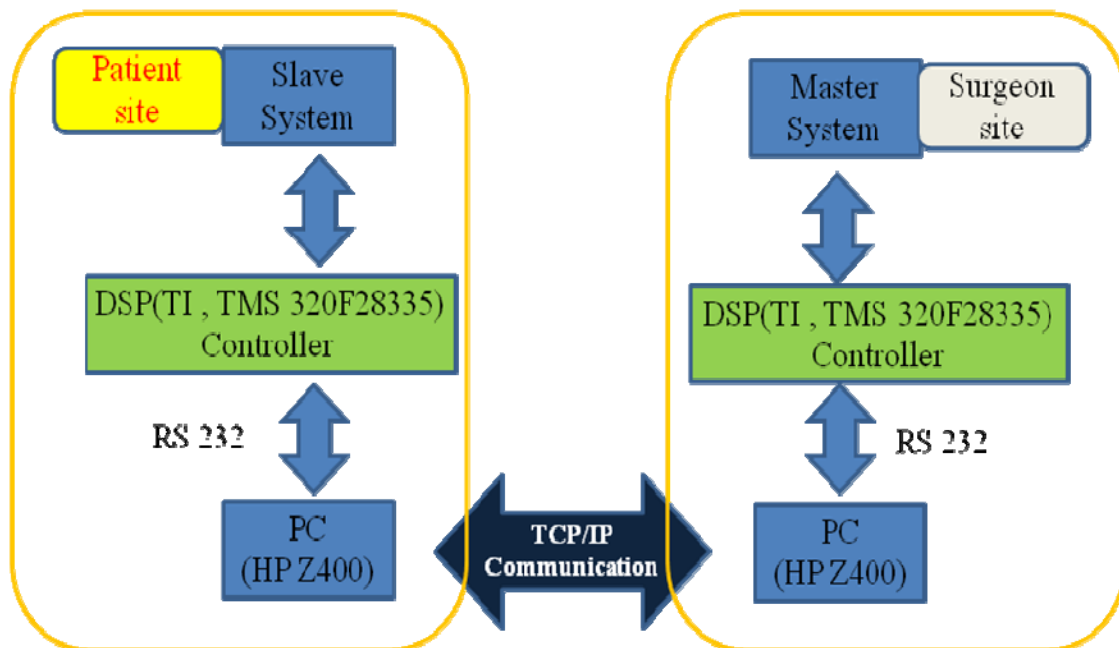 Patient
site
Slave
System
DSP(TI , TMS 320F28335)
Controller
RS 232
PC
(HP Z400)
TCP/IP
Communication
Master
System
Surgeon
site
DSP(TI , TMS 320F28335)
Controller
RS 232
PC
(HP Z400)